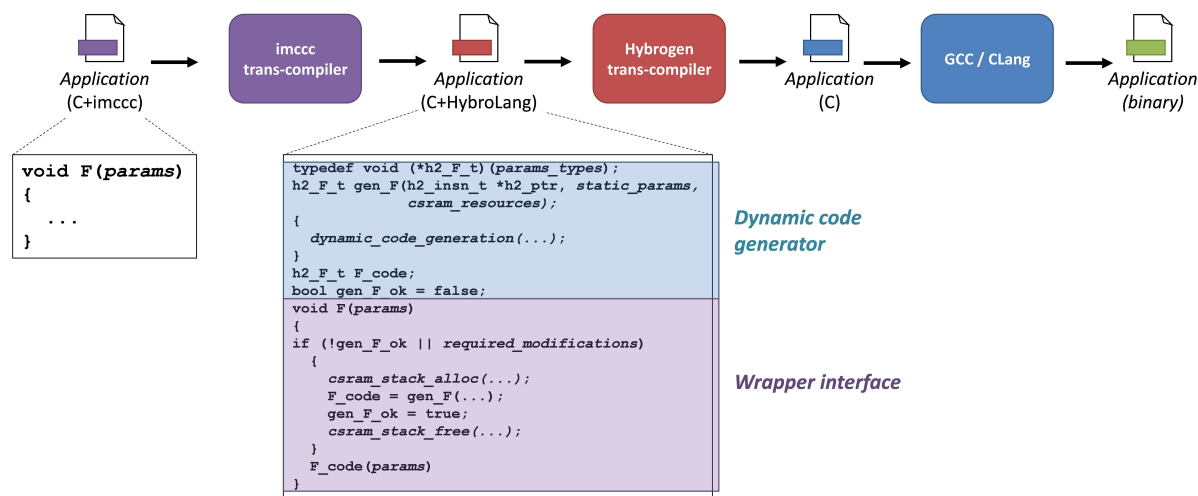 Application
(C+imccc)
imccc
trans-compiler
Application
(C+HybroLang)
Hybrogen
trans-compiler
Application
(C)
GCC / CLang
Application
(binary)
void F(params)
{
...
}
typedef void (*h2_F_t)(params_types);
h2_F_t gen_F(h2_insn_t *h2_ptr, static_params,
csram_resources);
{
dynamic_code_generation(...);
}
h2_F_t F_code;
bool gen_F_ok = false;
Dynamic code
generator
void F(params)
{
if (!gen_F_ok || required_modifications)
{
csram_stack_alloc(...);
F_code = gen_F(...);
gen_F_ok = true;
csram_stack_free(...);
}
F_code(params)
}
Wrapper interface